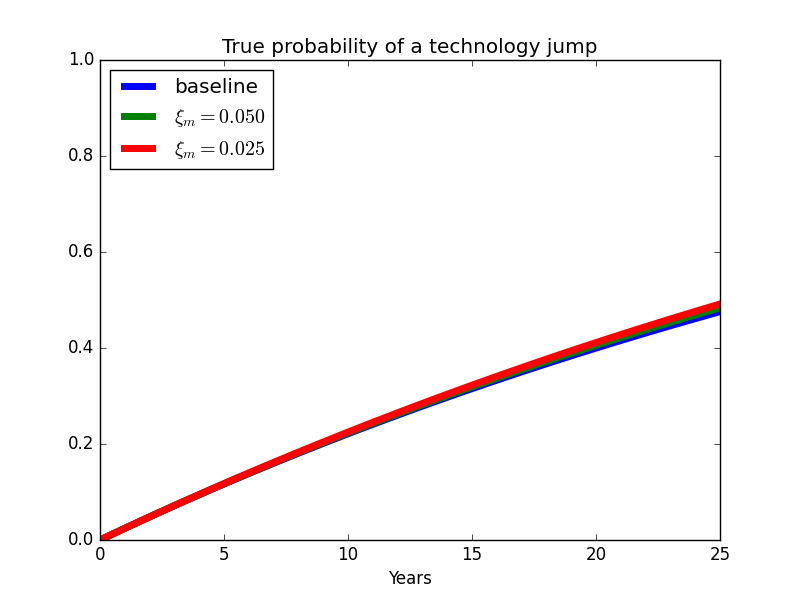 True probability of a technology jump
baseline
ξₘ = 0.050
ξₘ = 0.025
1.0
0.8
0.6
0.4
0.2
0.0
0 5 10 15 20 25
Years